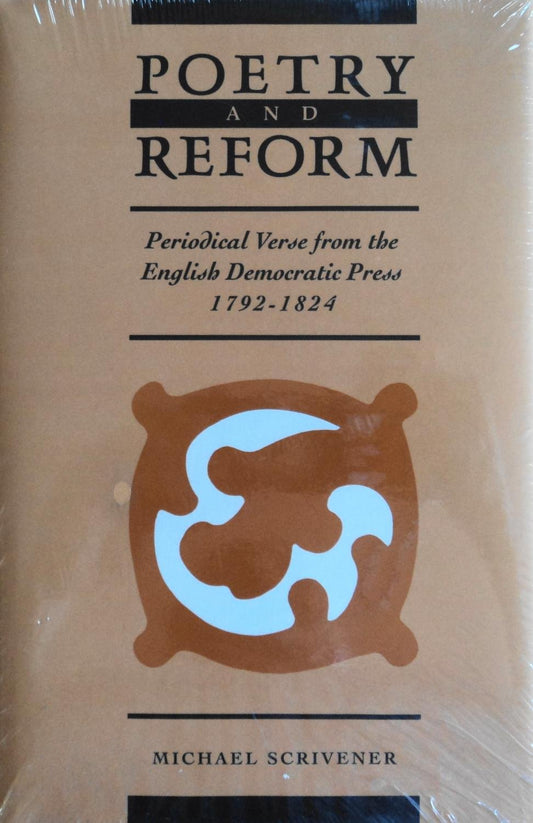 POETRY
AND
REFORM
Periodical Verse from the
English Democratic Press
1792-1824
MICHAEL SCRIVENER